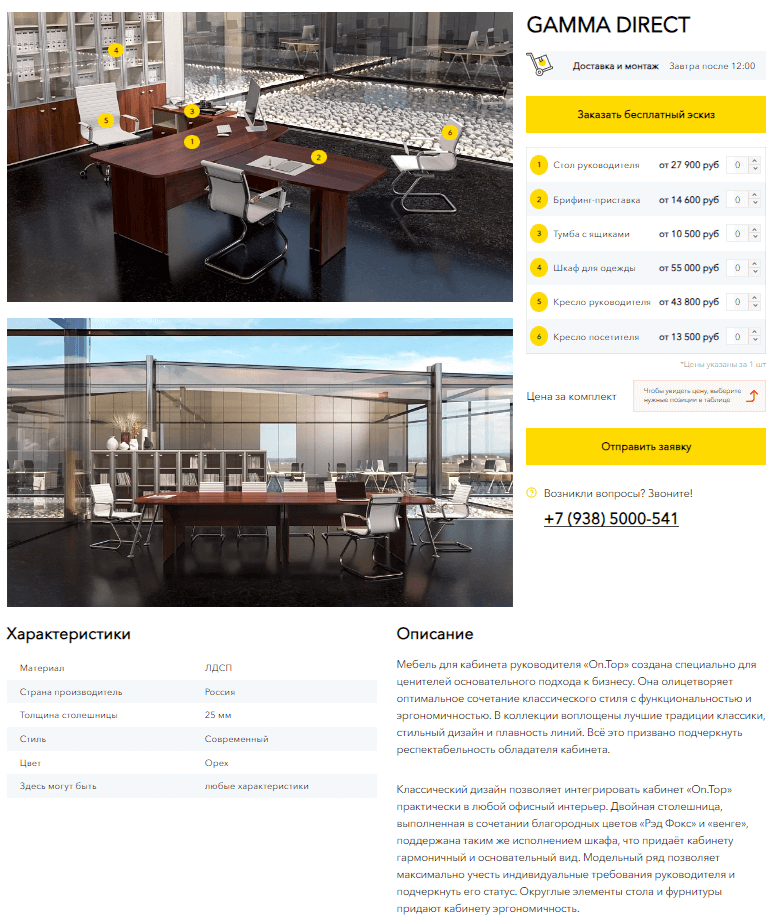 GAMMA DIRECT
Доставка и монтаж Завтра после 12:00
Заказать бесплатный эскиз
4
5
3
1
2
6
1 Стол руководителя от 27 900 руб 0
2 Брифинг-приставка от 14 600 руб 0
3 Тумба с ящиками от 10 500 руб 0
4 Шкаф для одежды от 55 000 руб 0
5 Кресло руководителя от 43 800 руб 0
6 Кресло посетителя от 13 500 руб 0
*Цены указаны за 1 шт
Цена за комплект
Чтобы увидеть цену, выберите
нужные позиции в таблице
Отправить заявку
Возникли вопросы? Звоните!
+7 (938) 5000-541
Характеристики
Материал ЛДСП
Страна производитель Россия
Толщина столешницы 25 мм
Стиль Современный
Цвет Орех
Здесь могут быть любые характеристики
Описание
Мебель для кабинета руководителя «On.Top» создана специально для
ценителей основательного подхода к бизнесу. Она олицетворяет
оптимальное сочетание классического стиля с функциональностью и
эргономичностью. В коллекции воплощены лучшие традиции классики,
стильный дизайн и плавность линий. Всё это призвано подчеркнуть
респектабельность обладателя кабинета.
Классический дизайн позволяет интегрировать кабинет «On.Top»
практически в любой офисный интерьер. Двойная столешница,
выполненная в сочетании благородных цветов «Рэд Фокс» и «венге»,
поддержана таким же исполнением шкафа, что придаёт кабинету
гармоничный и основательный вид. Модельный ряд позволяет
максимально учесть индивидуальные требования руководителя и
подчеркнуть его статус. Округлые элементы стола и фурнитуры
придают кабинету эргономичность.